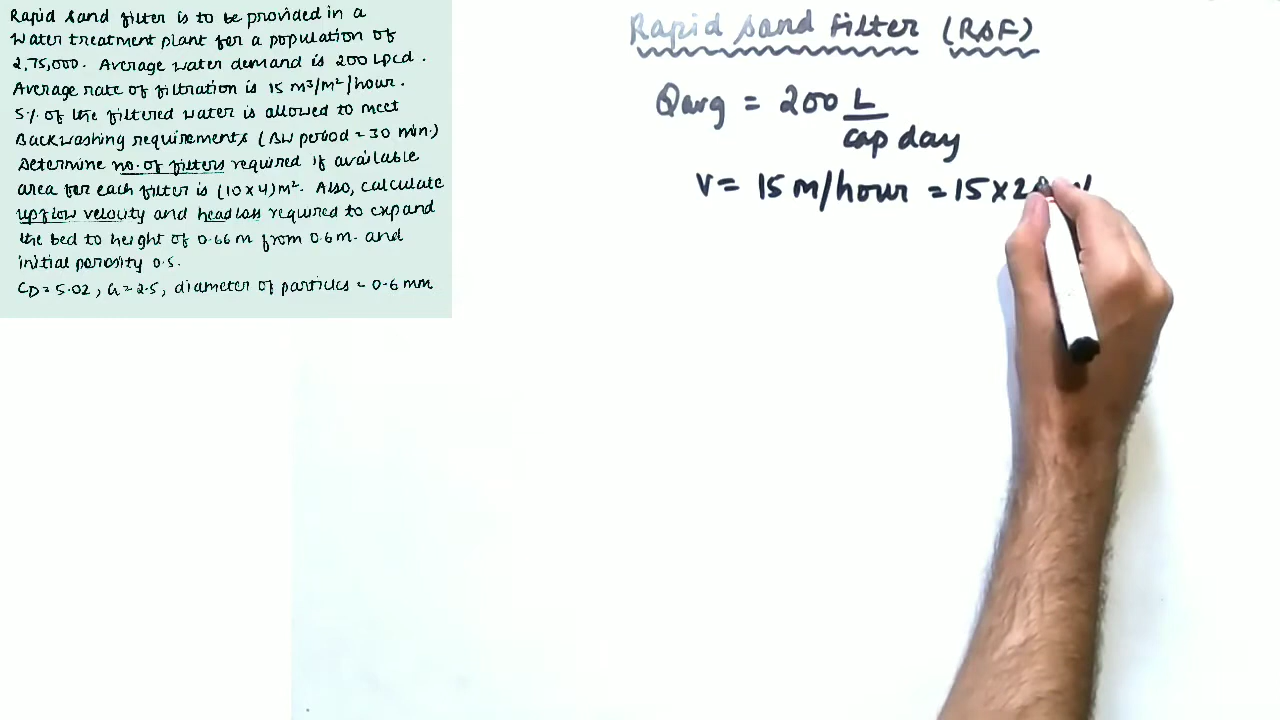 Rapid sand filter is to be provided in a
water treatment plant for a population of
2,75,000. Average water demand is 200 Lpcd.
Average rate of filtration is 15 m³/m²/hour.
5% of the filtered water is allowed to meet
Backwashing requirements (BW period = 30 min.)
Determine no. of filters required if available
area for each filter is (10 x 4) m². Also, calculate
upflow velocity and headloss required to expand
the bed to height of 0.66 m from 0.6 m. and
initial porosity 0.5.
CD = 5.02, G = 2.5, diameter of particles = 0.6 mm
Rapid sand filter (RSF)
Qavg = 200 L
cap day
V = 15 m/hour = 15 x 2